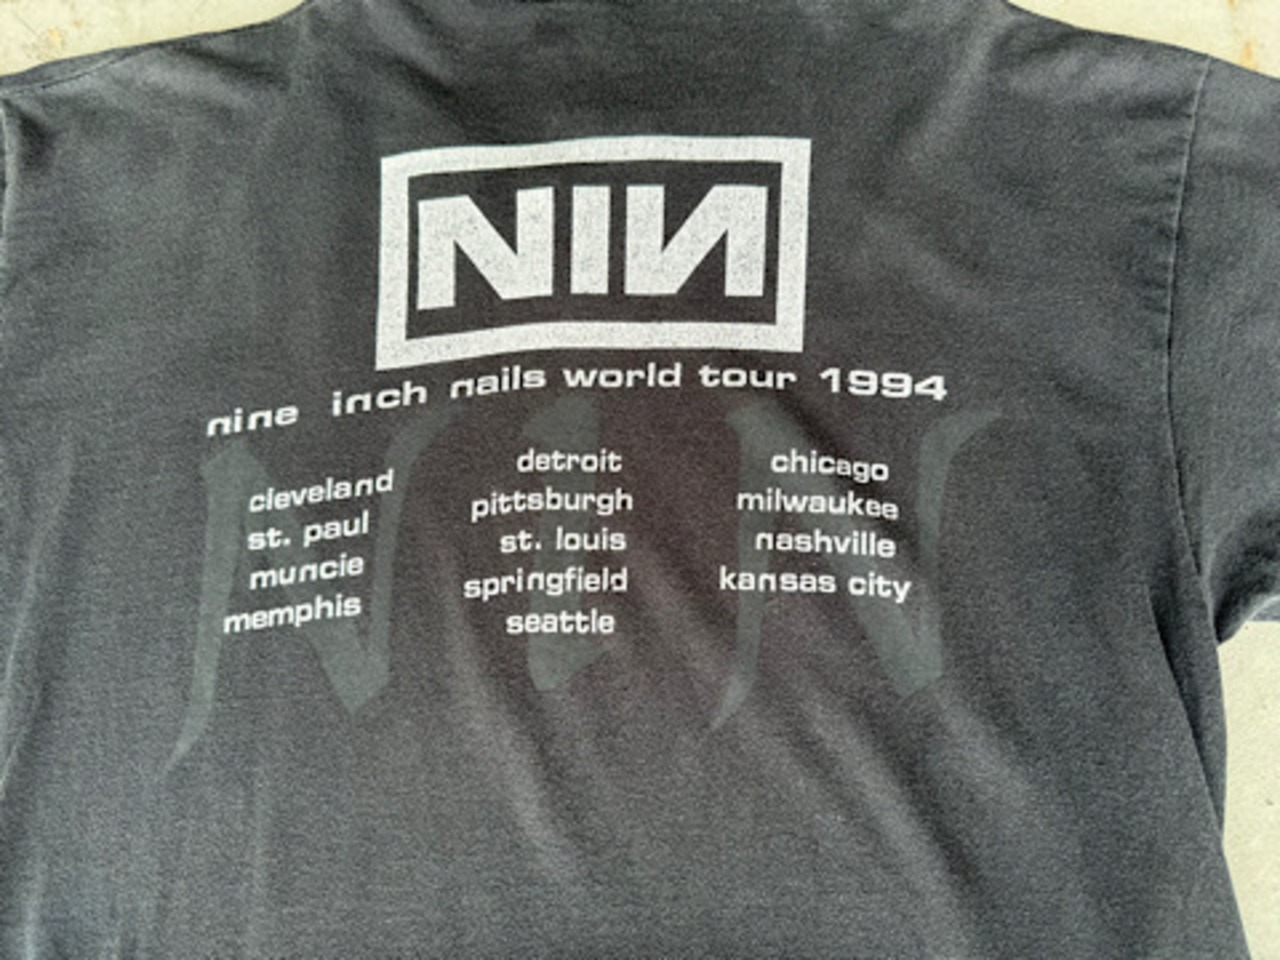 NIN
nine inch nails world tour 1994
cleveland
st. paul
muncie
memphis
detroit
pittsburgh
st. louis
springfield
seattle
chicago
milwaukee
nashville
kansas city
NIN